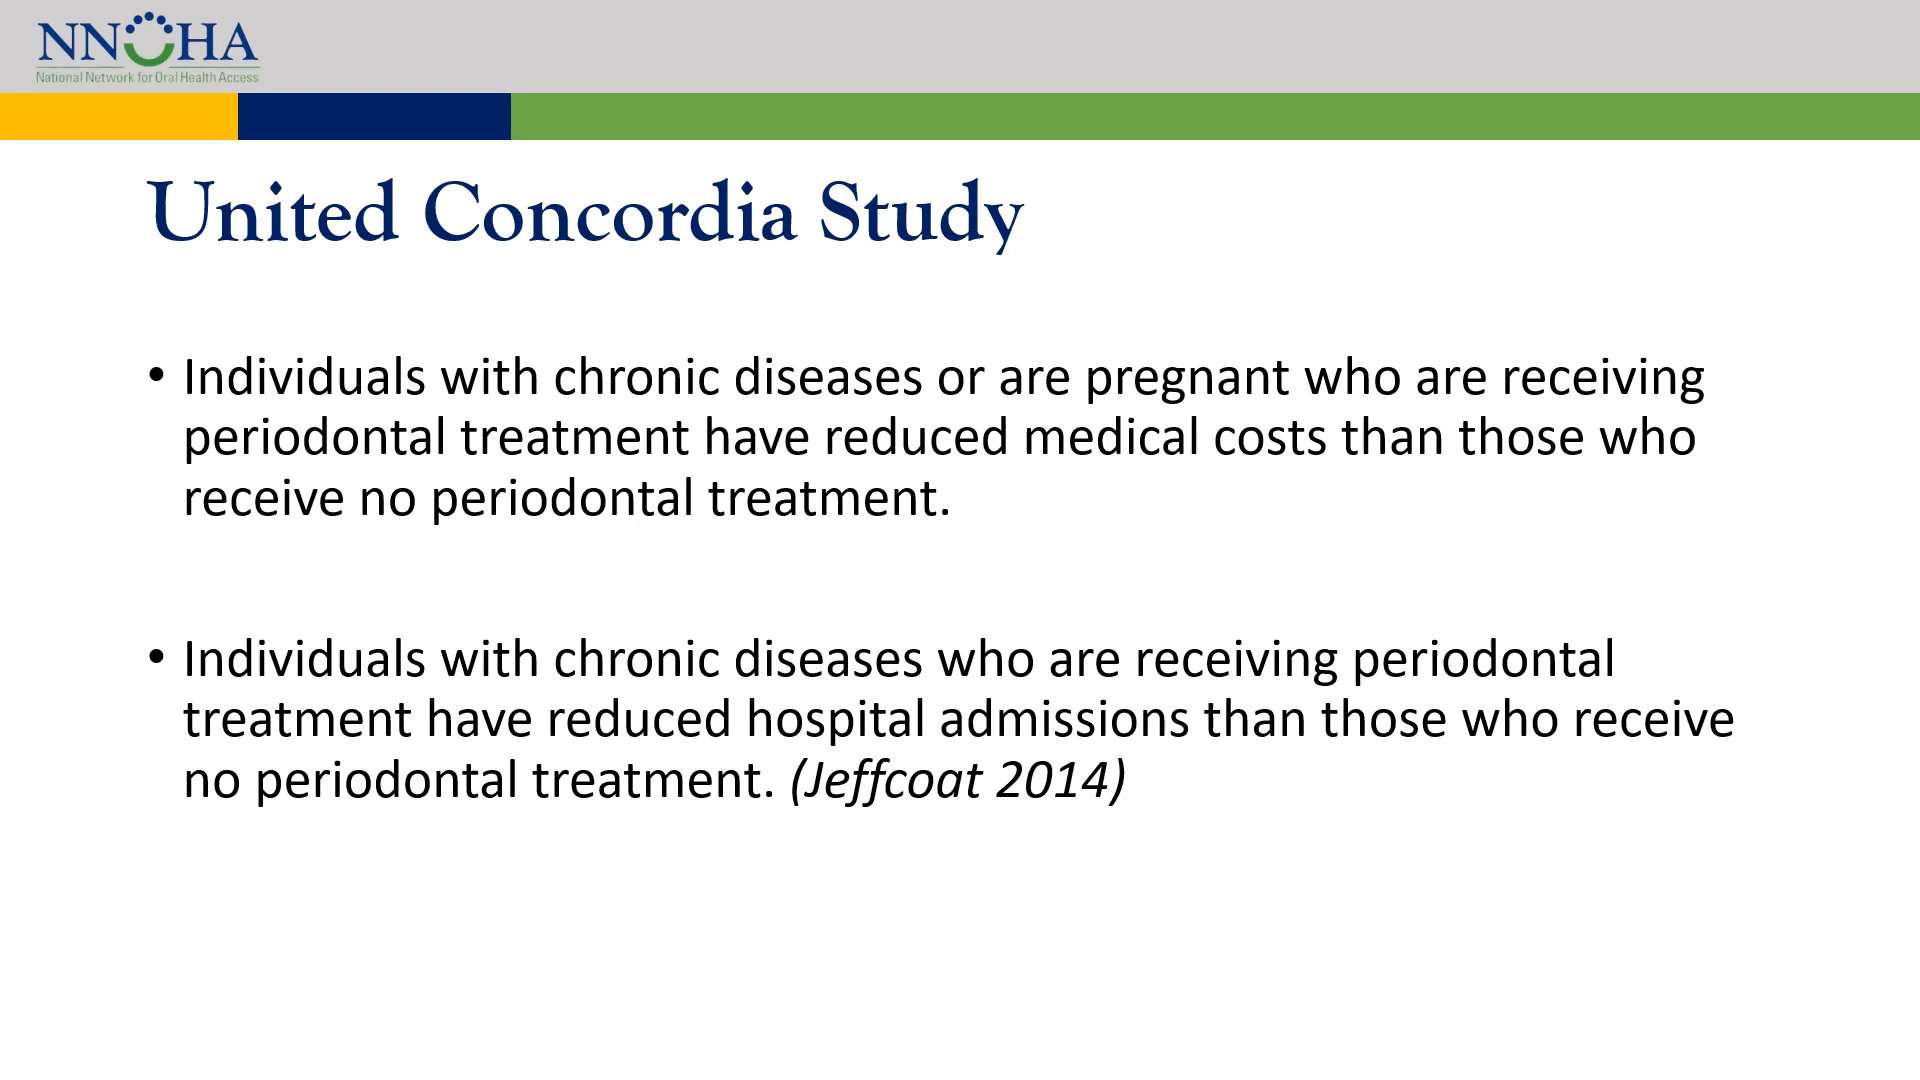 NNOHA
National Network for Oral Health Access
United Concordia Study
• Individuals with chronic diseases or are pregnant who are receiving
periodontal treatment have reduced medical costs than those who
receive no periodontal treatment.
• Individuals with chronic diseases who are receiving periodontal
treatment have reduced hospital admissions than those who receive
no periodontal treatment. (Jeffcoat 2014)